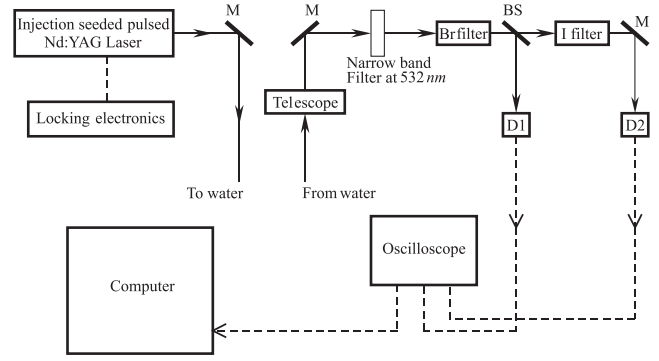 M
M
BS
M
Injection seeded pulsed
Nd:YAG Laser
Br filter
I filter
Narrow band
Filter at 532 nm
Telescope
Locking electronics
D1
D2
To water
From water
Oscilloscope
Computer